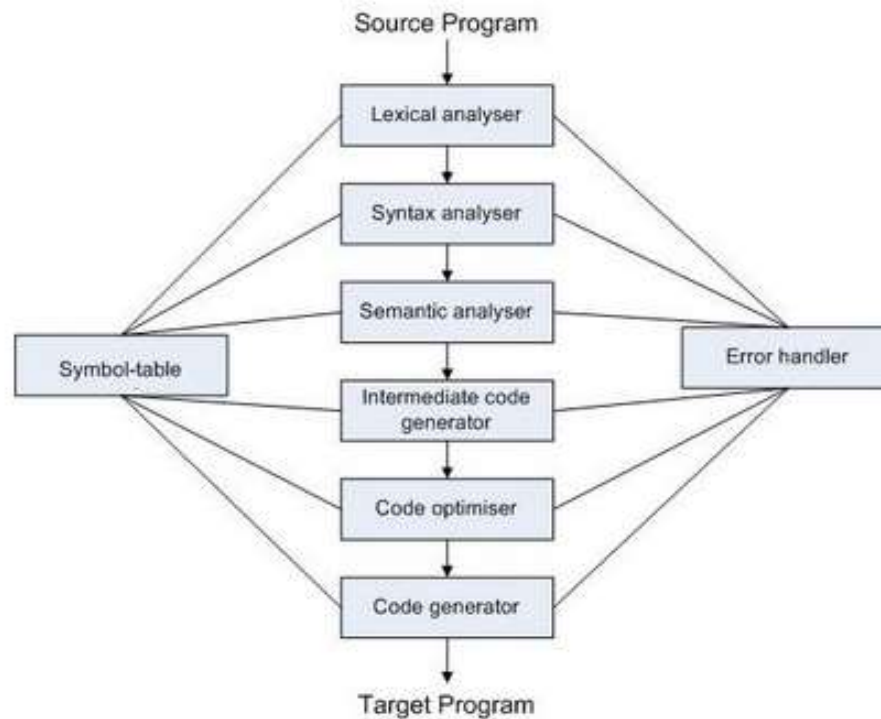 Source Program
Lexical analyser
Syntax analyser
Semantic analyser
Symbol-table
Error handler
Intermediate code
generator
Code optimiser
Code generator
Target Program